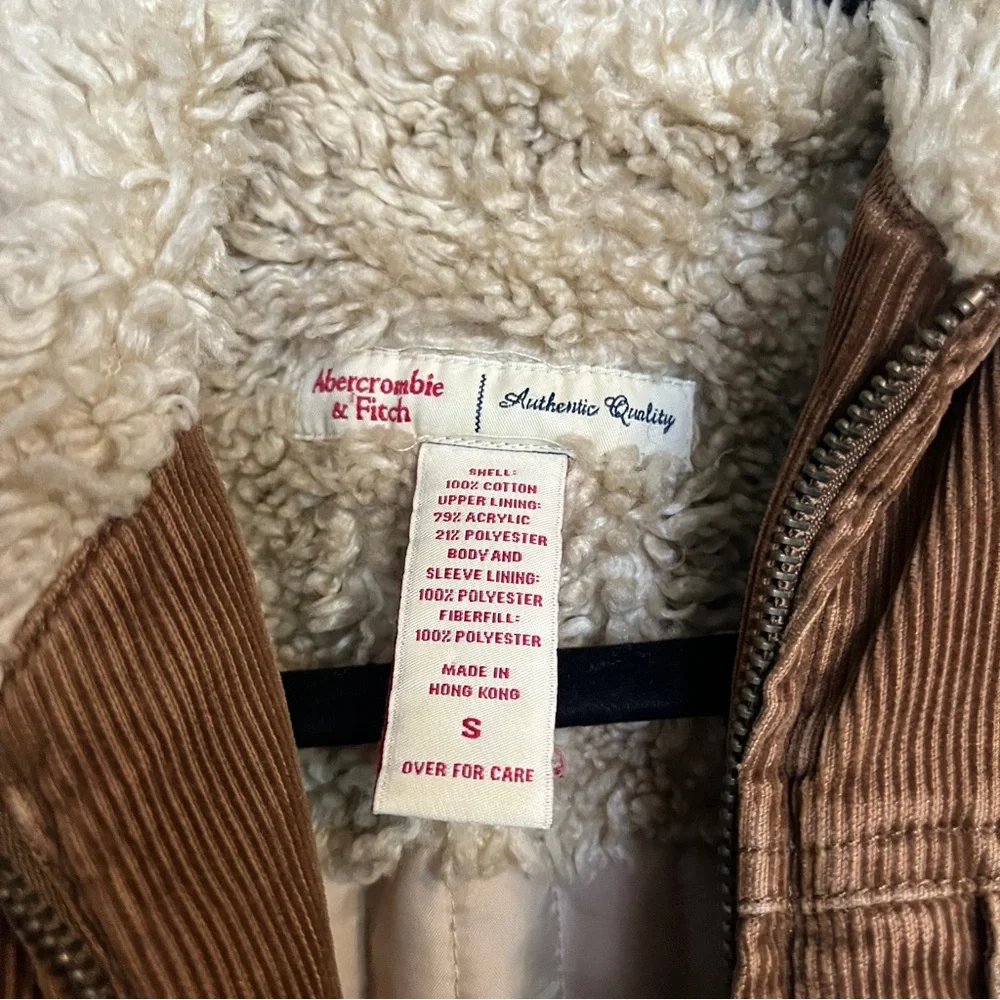 Abercrombie
& Fitch
Authentic Quality
SHELL:
100% COTTON
UPPER LINING:
79% ACRYLIC
21% POLYESTER
BODY AND
SLEEVE LINING:
100% POLYESTER
FIBERFILL:
100% POLYESTER
MADE IN
HONG KONG
S
OVER FOR CARE